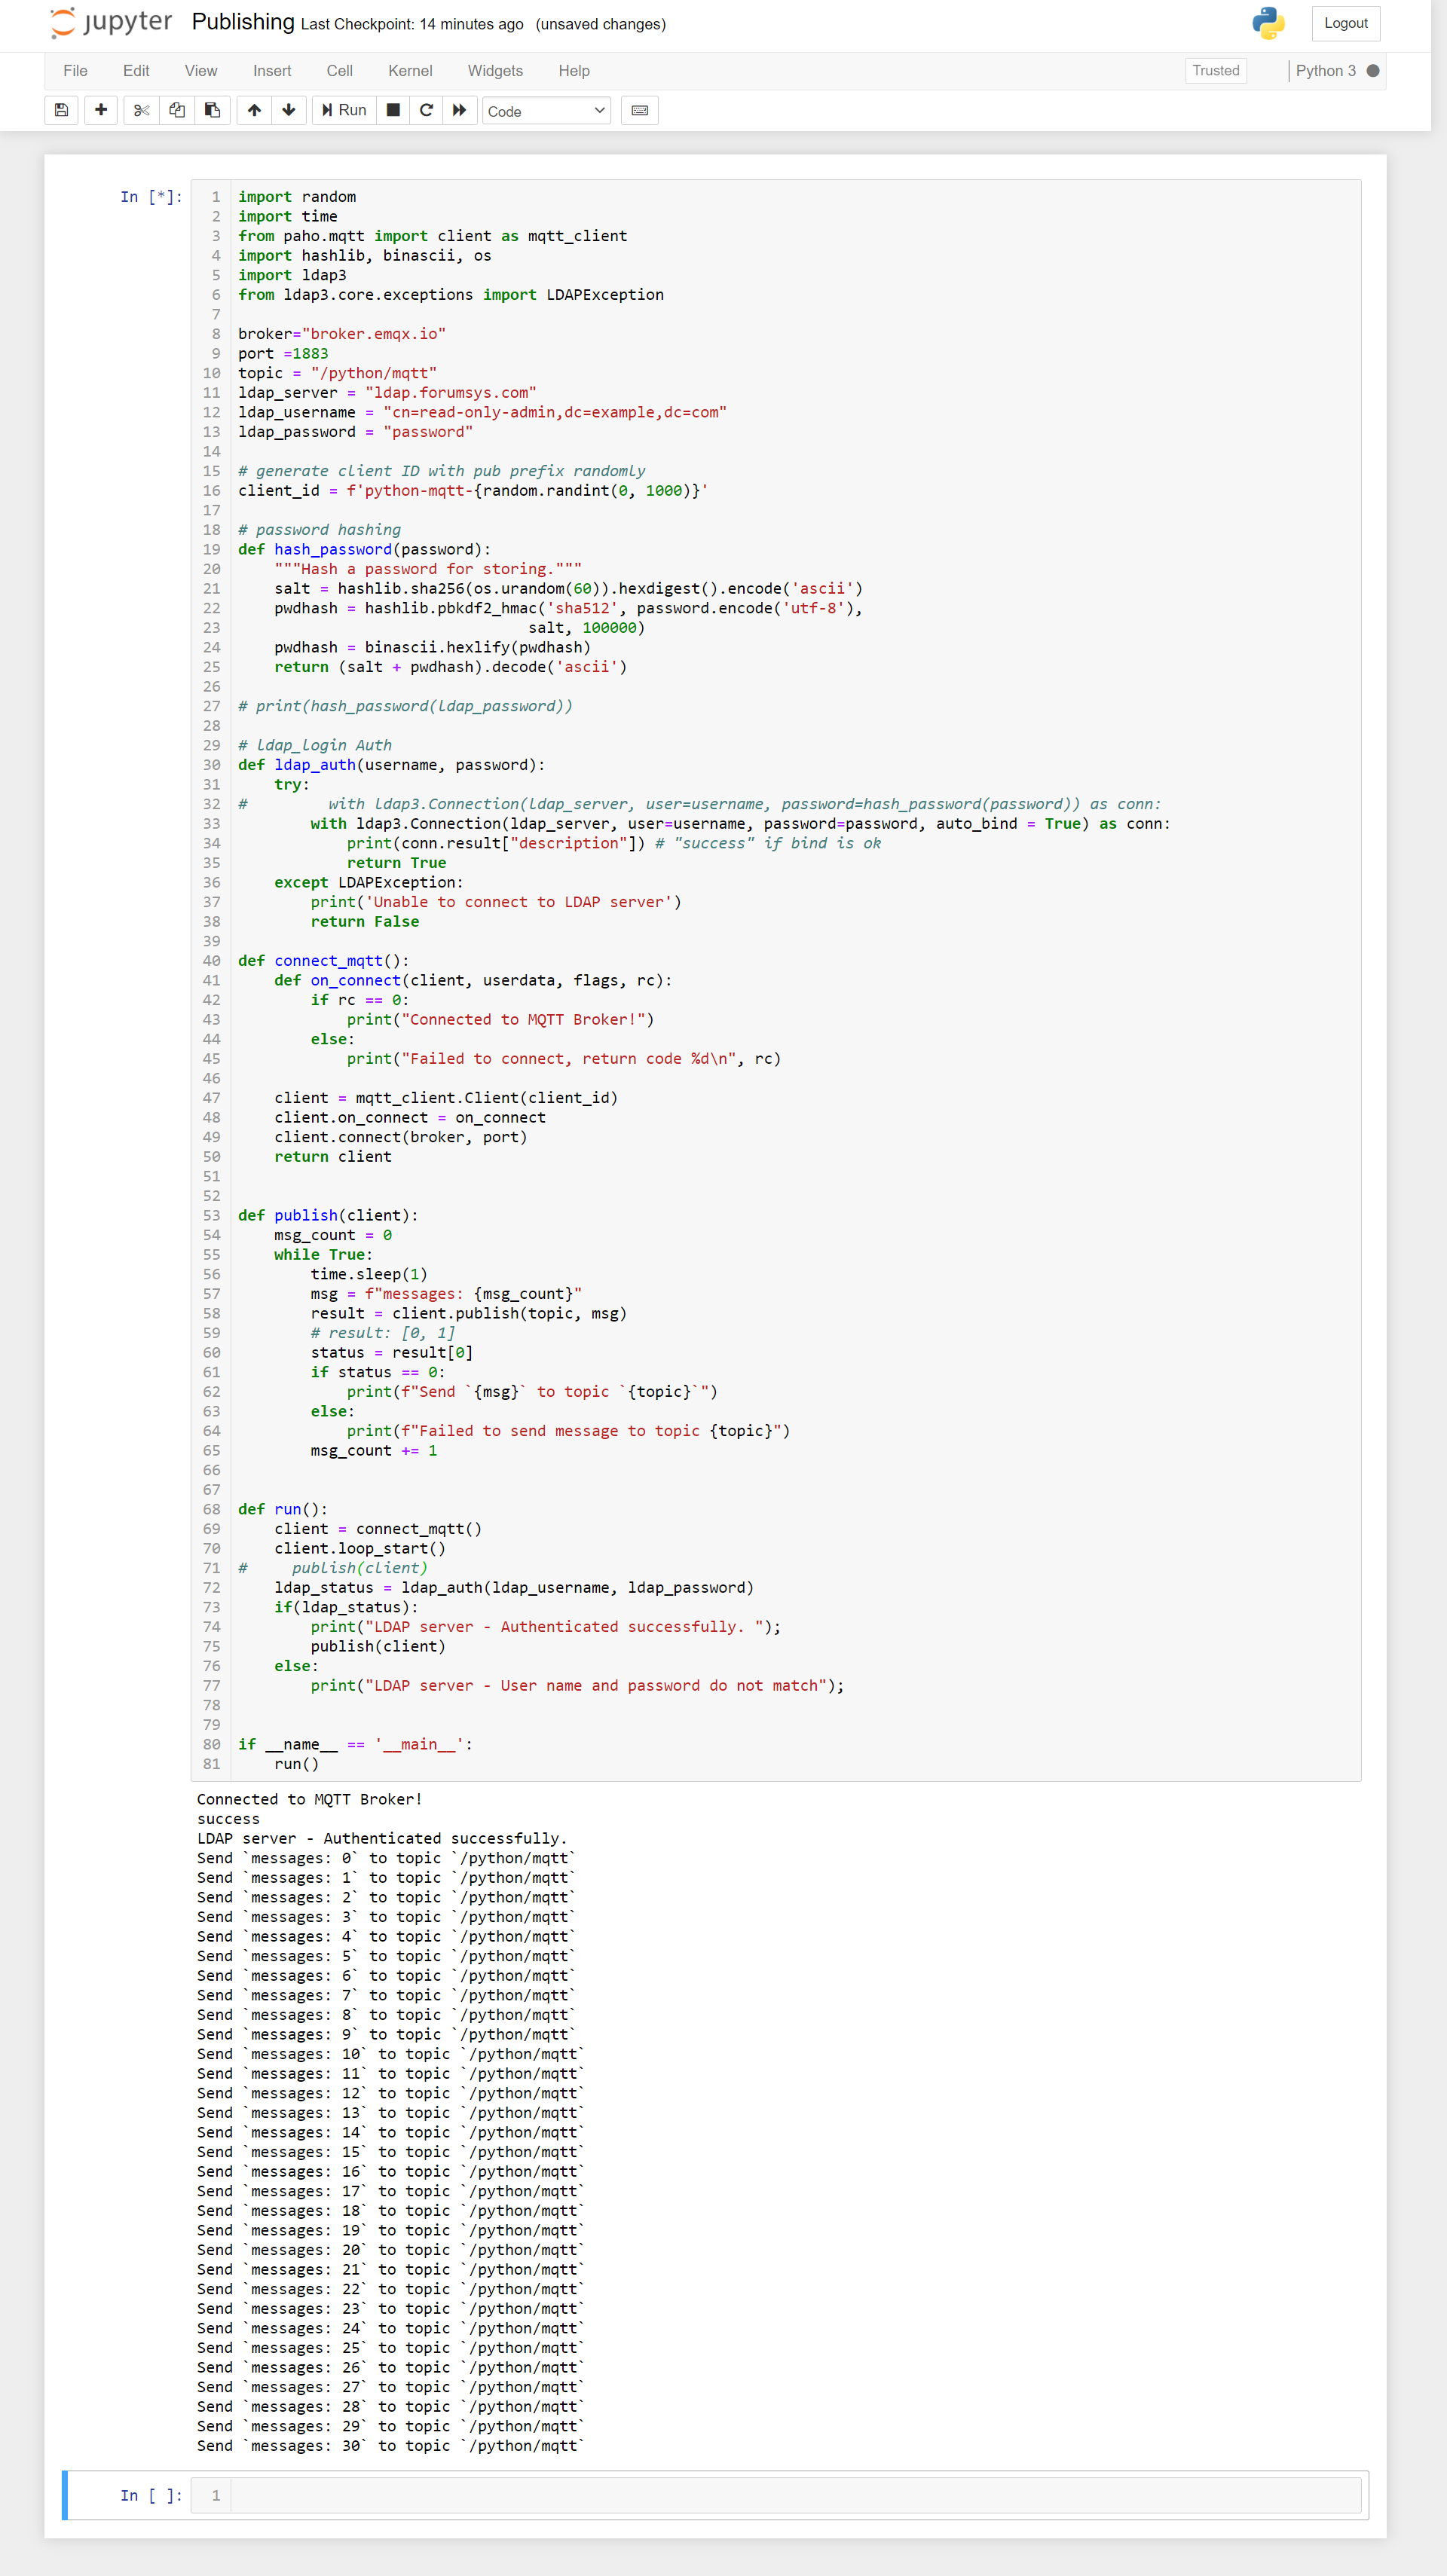 jupyter Publishing Last Checkpoint: 14 minutes ago (unsaved changes) Logout
File Edit View Insert Cell Kernel Widgets Help Trusted Python 3
Run Code
In [*]:
1 import random
2 import time
3 from paho.mqtt import client as mqtt_client
4 import hashlib, binascii, os
5 import ldap3
6 from ldap3.core.exceptions import LDAPException
7
8 broker="broker.emqx.io"
9 port =1883
10 topic = "/python/mqtt"
11 ldap_server = "ldap.forumsys.com"
12 ldap_username = "cn=read-only-admin,dc=example,dc=com"
13 ldap_password = "password"
14
15 # generate client ID with pub prefix randomly
16 client_id = f'python-mqtt-{random.randint(0, 1000)}'
17
18 # password hashing
19 def hash_password(password):
20     """Hash a password for storing."""
21     salt = hashlib.sha256(os.urandom(60)).hexdigest().encode('ascii')
22     pwdhash = hashlib.pbkdf2_hmac('sha512', password.encode('utf-8'),
23                                 salt, 100000)
24     pwdhash = binascii.hexlify(pwdhash)
25     return (salt + pwdhash).decode('ascii')
26
27 # print(hash_password(ldap_password))
28
29 # ldap_login Auth
30 def ldap_auth(username, password):
31     try:
32 #         with ldap3.Connection(ldap_server, user=username, password=hash_password(password)) as conn:
33         with ldap3.Connection(ldap_server, user=username, password=password, auto_bind = True) as conn:
34             print(conn.result["description"]) # "success" if bind is ok
35             return True
36     except LDAPException:
37         print('Unable to connect to LDAP server')
38         return False
39
40 def connect_mqtt():
41     def on_connect(client, userdata, flags, rc):
42         if rc == 0:
43             print("Connected to MQTT Broker!")
44         else:
45             print("Failed to connect, return code %d\n", rc)
46
47     client = mqtt_client.Client(client_id)
48     client.on_connect = on_connect
49     client.connect(broker, port)
50     return client
51
52
53 def publish(client):
54     msg_count = 0
55     while True:
56         time.sleep(1)
57         msg = f"messages: {msg_count}"
58         result = client.publish(topic, msg)
59         # result: [0, 1]
60         status = result[0]
61         if status == 0:
62             print(f"Send `{msg}` to topic `{topic}`")
63         else:
64             print(f"Failed to send message to topic {topic}")
65         msg_count += 1
66
67
68 def run():
69     client = connect_mqtt()
70     client.loop_start()
71 #     publish(client)
72     ldap_status = ldap_auth(ldap_username, ldap_password)
73     if(ldap_status):
74         print("LDAP server - Authenticated successfully. ");
75         publish(client)
76     else:
77         print("LDAP server - User name and password do not match");
78
79
80 if __name__ == '__main__':
81     run()
Connected to MQTT Broker!
success
LDAP server - Authenticated successfully.
Send `messages: 0` to topic `/python/mqtt`
Send `messages: 1` to topic `/python/mqtt`
Send `messages: 2` to topic `/python/mqtt`
Send `messages: 3` to topic `/python/mqtt`
Send `messages: 4` to topic `/python/mqtt`
Send `messages: 5` to topic `/python/mqtt`
Send `messages: 6` to topic `/python/mqtt`
Send `messages: 7` to topic `/python/mqtt`
Send `messages: 8` to topic `/python/mqtt`
Send `messages: 9` to topic `/python/mqtt`
Send `messages: 10` to topic `/python/mqtt`
Send `messages: 11` to topic `/python/mqtt`
Send `messages: 12` to topic `/python/mqtt`
Send `messages: 13` to topic `/python/mqtt`
Send `messages: 14` to topic `/python/mqtt`
Send `messages: 15` to topic `/python/mqtt`
Send `messages: 16` to topic `/python/mqtt`
Send `messages: 17` to topic `/python/mqtt`
Send `messages: 18` to topic `/python/mqtt`
Send `messages: 19` to topic `/python/mqtt`
Send `messages: 20` to topic `/python/mqtt`
Send `messages: 21` to topic `/python/mqtt`
Send `messages: 22` to topic `/python/mqtt`
Send `messages: 23` to topic `/python/mqtt`
Send `messages: 24` to topic `/python/mqtt`
Send `messages: 25` to topic `/python/mqtt`
Send `messages: 26` to topic `/python/mqtt`
Send `messages: 27` to topic `/python/mqtt`
Send `messages: 28` to topic `/python/mqtt`
Send `messages: 29` to topic `/python/mqtt`
Send `messages: 30` to topic `/python/mqtt`
In [ ]: 1